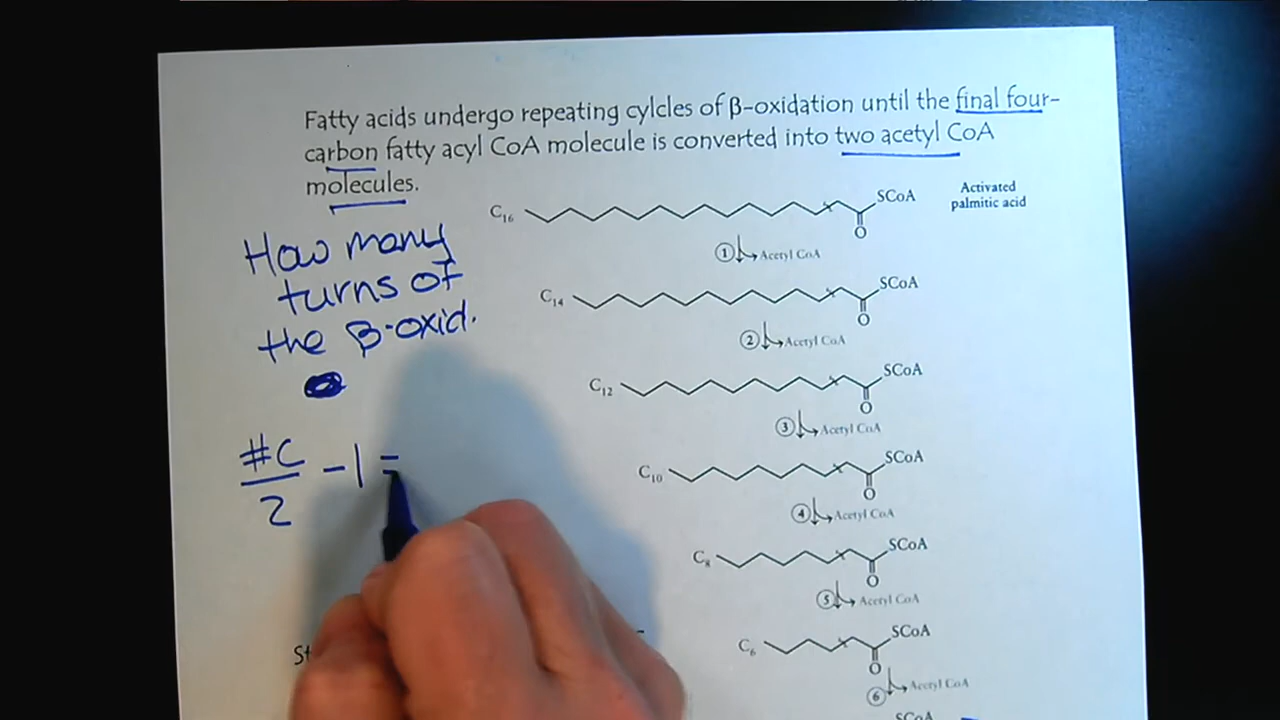 Fatty acids undergo repeating cylcles of β-oxidation until the final four-
carbon fatty acyl CoA molecule is converted into two acetyl CoA
molecules.
How many
turns of
the β-oxid.
#C
2
- 1 =
C16
SCoA
O
Activated
palmitic acid
1 Acetyl CoA
C14
SCoA
O
2 Acetyl CoA
C12
SCoA
O
3 Acetyl CoA
C10
SCoA
O
4 Acetyl CoA
C8
SCoA
O
5 Acetyl CoA
C6
SCoA
O
6 Acetyl CoA
SCoA